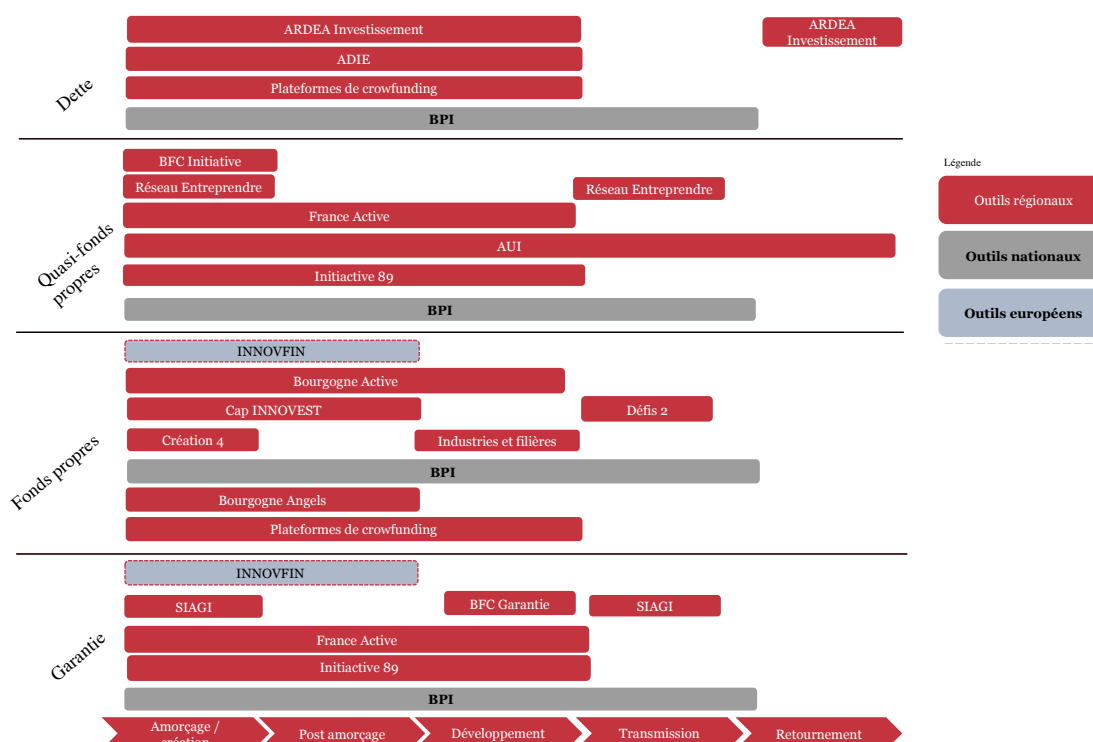 ARDEA Investissement
ARDEA
Investissement
ADIE
Plateformes de crowfunding
BPI
Dette
BFC Initiative
Réseau Entreprendre
Réseau Entreprendre
France Active
AUI
Initiactive 89
BPI
Quasi-fonds
propres
Légende
Outils régionaux
Outils nationaux
Outils européens
INNOVFIN
Bourgogne Active
Cap INNOVEST
Défis 2
Création 4
Industries et filières
BPI
Bourgogne Angels
Plateformes de crowfunding
Fonds propres
INNOVFIN
SIAGI
BFC Garantie
SIAGI
France Active
Initiactive 89
BPI
Garantie
Amorçage /
création
Post amorçage
Développement
Transmission
Retournement